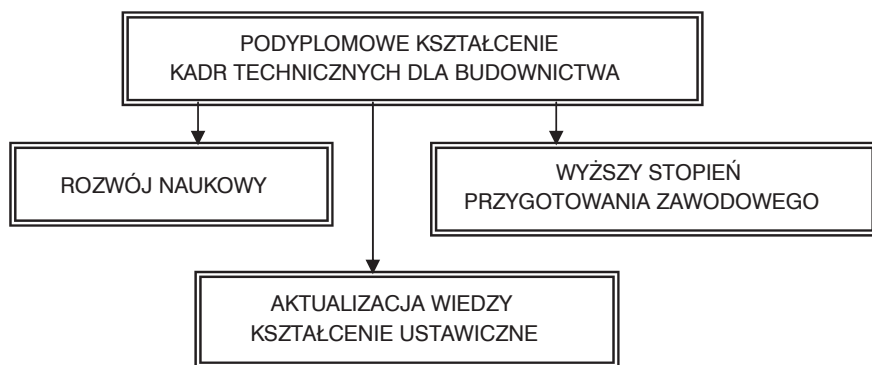 PODYPLOMOWE KSZTAŁCENIE
KADR TECHNICZNYCH DLA BUDOWNICTWA
ROZWÓJ NAUKOWY
WYŻSZY STOPIEŃ
PRZYGOTOWANIA ZAWODOWEGO
AKTUALIZACJA WIEDZY
KSZTAŁCENIE USTAWICZNE